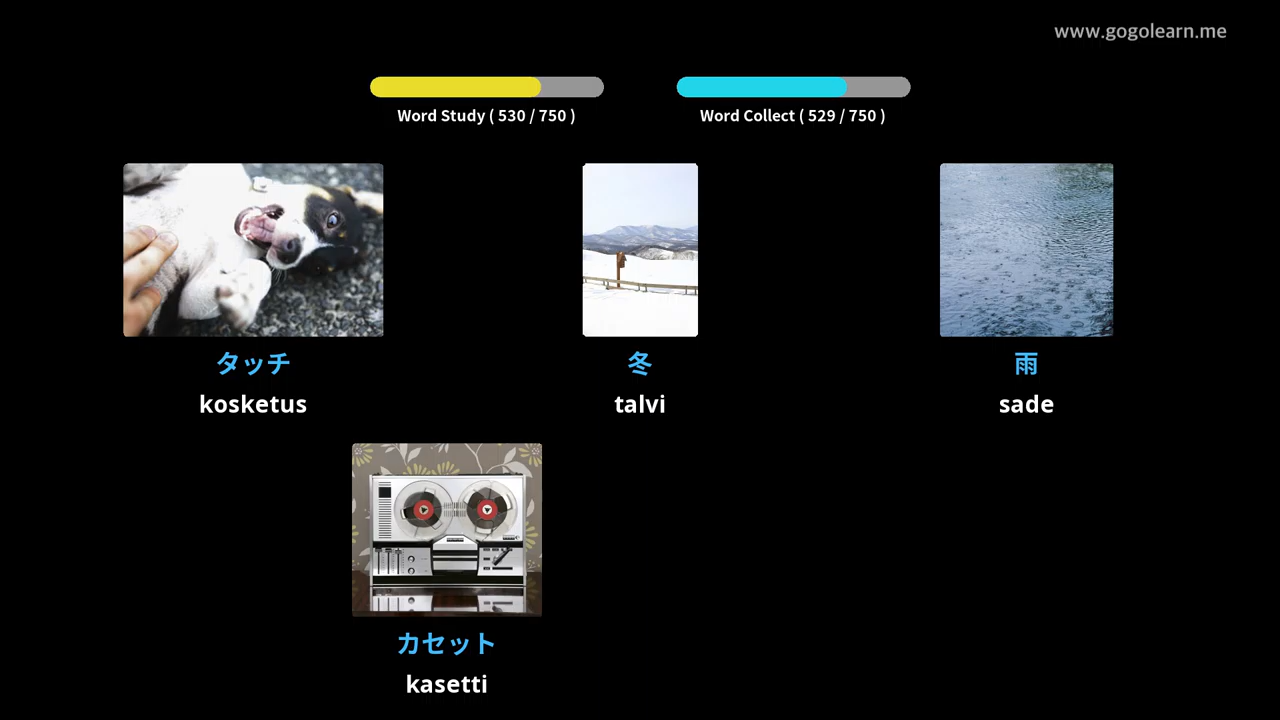 www.gogolearn.me
Word Study ( 530 / 750 )
Word Collect ( 529 / 750 )
タッチ
kosketus
冬
talvi
雨
sade
カセット
kasetti